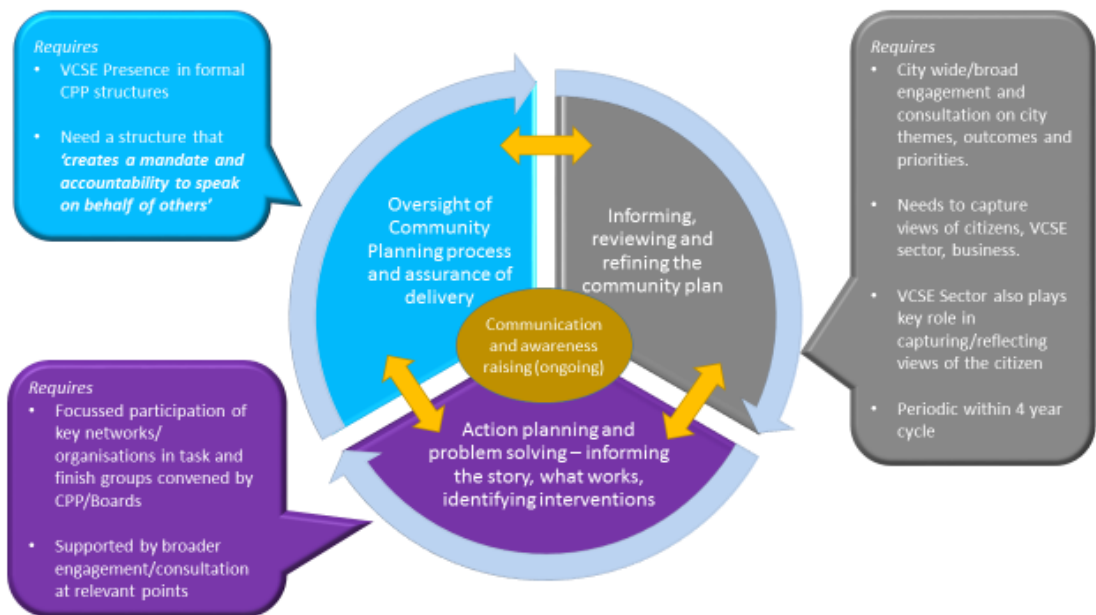 Requires
• VCSE Presence in formal
CPP structures
• Need a structure that
‘creates a mandate and
accountability to speak
on behalf of others’
Oversight of
Community
Planning process
and assurance of
delivery
Informing,
reviewing and
refining the
community plan
Communication
and awareness
raising (ongoing)
Action planning and
problem solving – informing
the story, what works,
identifying interventions
Requires
• City wide/broad
engagement and
consultation on city
themes, outcomes and
priorities.
• Needs to capture
views of citizens, VCSE
sector, business.
• VCSE Sector also plays
key role in
capturing/reflecting
views of the citizen
• Periodic within 4 year
cycle
Requires
• Focussed participation of
key networks/
organisations in task and
finish groups convened by
CPP/Boards
• Supported by broader
engagement/consultation
at relevant points